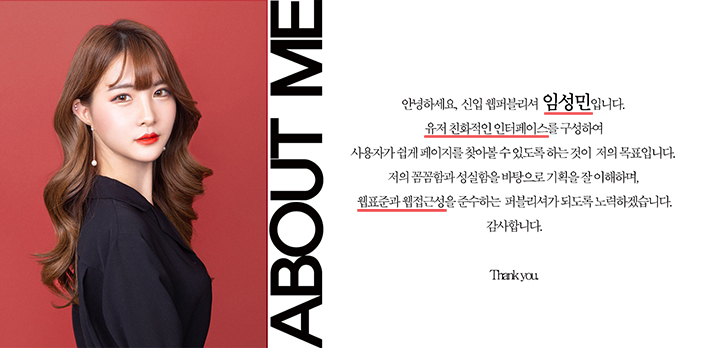 ABOUT ME
안녕하세요, 신입 웹퍼블리셔 임성민입니다.
유저 친화적인 인터페이스를 구성하여
사용자가 쉽게 페이지를 찾아볼 수 있도록 하는 것이 저의 목표입니다.
저의 꼼꼼함과 성실함을 바탕으로 기획을 잘 이해하며,
웹표준과 웹접근성을 준수하는 퍼블리셔가 되도록 노력하겠습니다.
감사합니다.
Thank you.